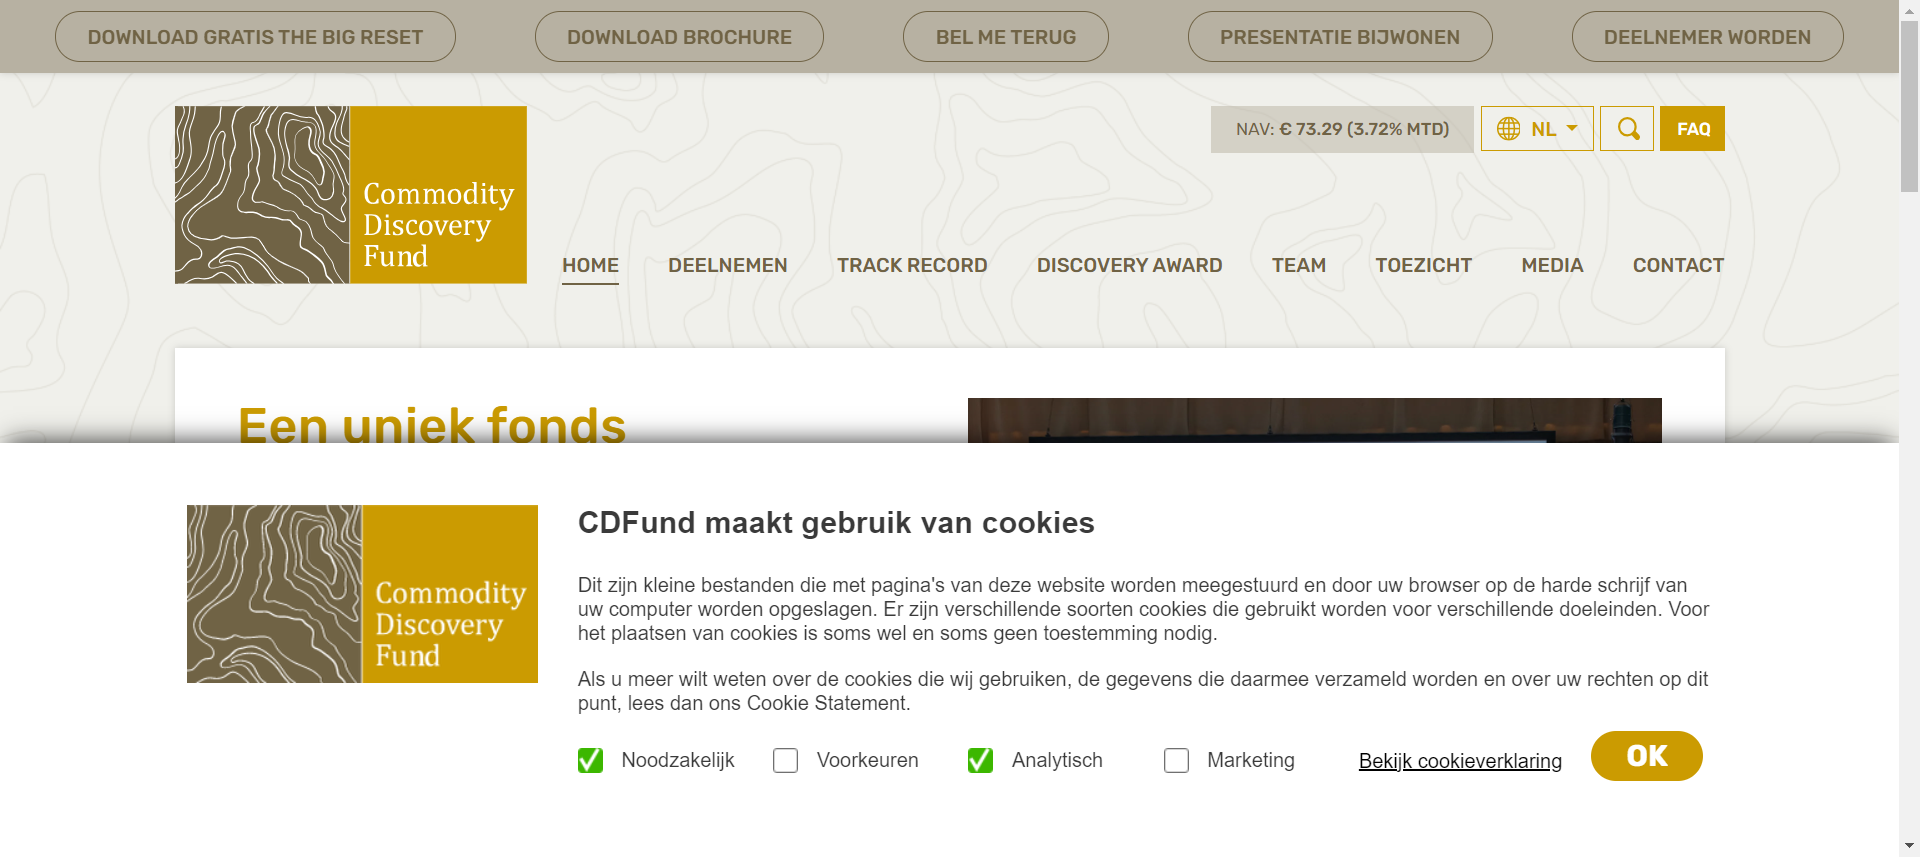 DOWNLOAD GRATIS THE BIG RESET
DOWNLOAD BROCHURE
BEL ME TERUG
PRESENTATIE BIJWONEN
DEELNEMER WORDEN
Commodity
Discovery
Fund
NAV: € 73.29 (3.72% MTD)
NL
FAQ
HOME
DEELNEMEN
TRACK RECORD
DISCOVERY AWARD
TEAM
TOEZICHT
MEDIA
CONTACT
Een uniek fonds
Commodity
Discovery
Fund
CDFund maakt gebruik van cookies
Dit zijn kleine bestanden die met pagina's van deze website worden meegestuurd en door uw browser op de harde schrijf van
uw computer worden opgeslagen. Er zijn verschillende soorten cookies die gebruikt worden voor verschillende doeleinden. Voor
het plaatsen van cookies is soms wel en soms geen toestemming nodig.
Als u meer wilt weten over de cookies die wij gebruiken, de gegevens die daarmee verzameld worden en over uw rechten op dit
punt, lees dan ons Cookie Statement.
Noodzakelijk
Voorkeuren
Analytisch
Marketing
Bekijk cookieverklaring
OK